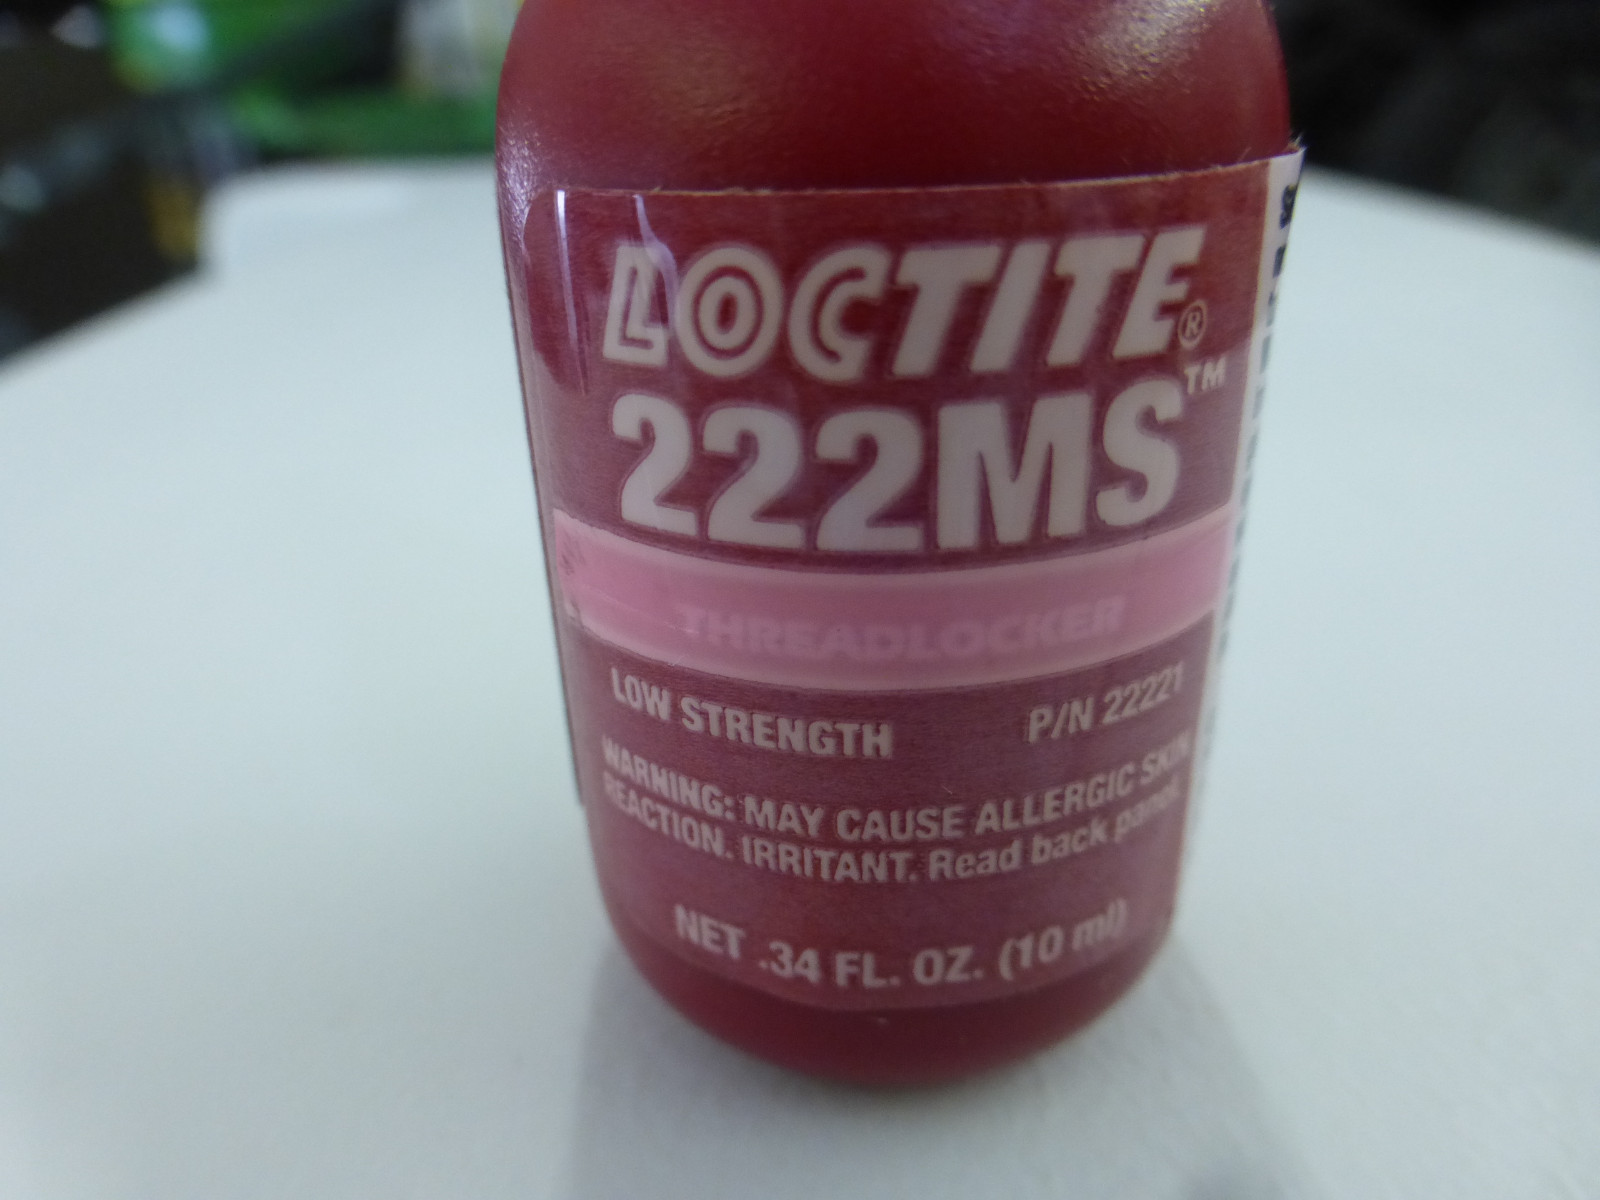 LOCTITE®
222MS™
THREADLOCKER
LOW STRENGTH P/N 22221
WARNING: MAY CAUSE ALLERGIC SKIN
REACTION. IRRITANT. Read back panel
NET .34 FL. OZ. (10 ml)